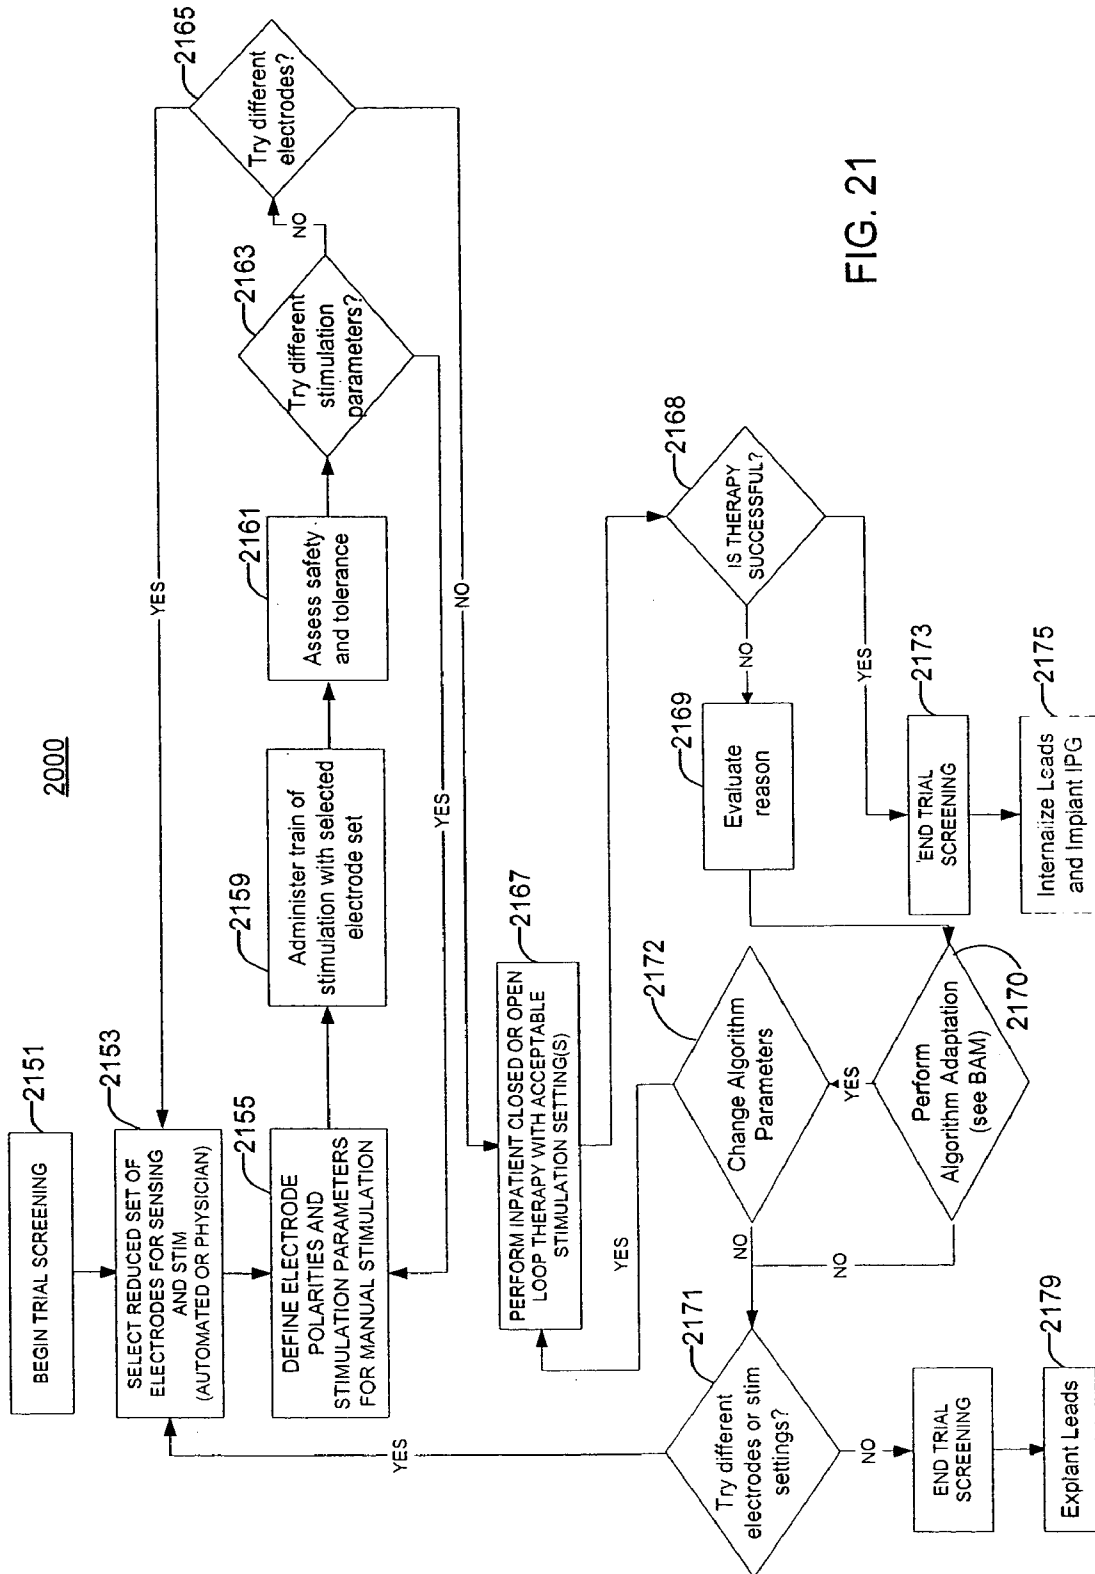 2000
BEGIN TRIAL SCREENING
2151
SELECT REDUCED SET OF
ELECTRODES FOR SENSING
AND STIM
(AUTOMATED OR PHYSICIAN)
2153
DEFINE ELECTRODE
POLARITIES AND
STIMULATION PARAMETERS
FOR MANUAL STIMULATION
2155
Administer train of
stimulation with selected
electrode set
2159
Assess safety
and tolerance
2161
Try different
stimulation
parameters?
2163
NO
YES
Try different
electrodes?
2165
YES
NO
PERFORM INPATIENT CLOSED OR OPEN
LOOP THERAPY WITH ACCEPTABLE
STIMULATION SETTING(S)
2167
IS THERAPY
SUCCESSFUL?
2168
NO
YES
Evaluate
reason
2169
END TRIAL
SCREENING
2173
Internalize Leads
and Implant IPG
2175
Perform
Algorithm Adaptation
(see BAM)
2170
YES
NO
Change Algorithm
Parameters
2172
YES
NO
Try different
electrodes or stim
settings?
2171
YES
NO
END TRIAL
SCREENING
Explant Leads
2179
FIG. 21